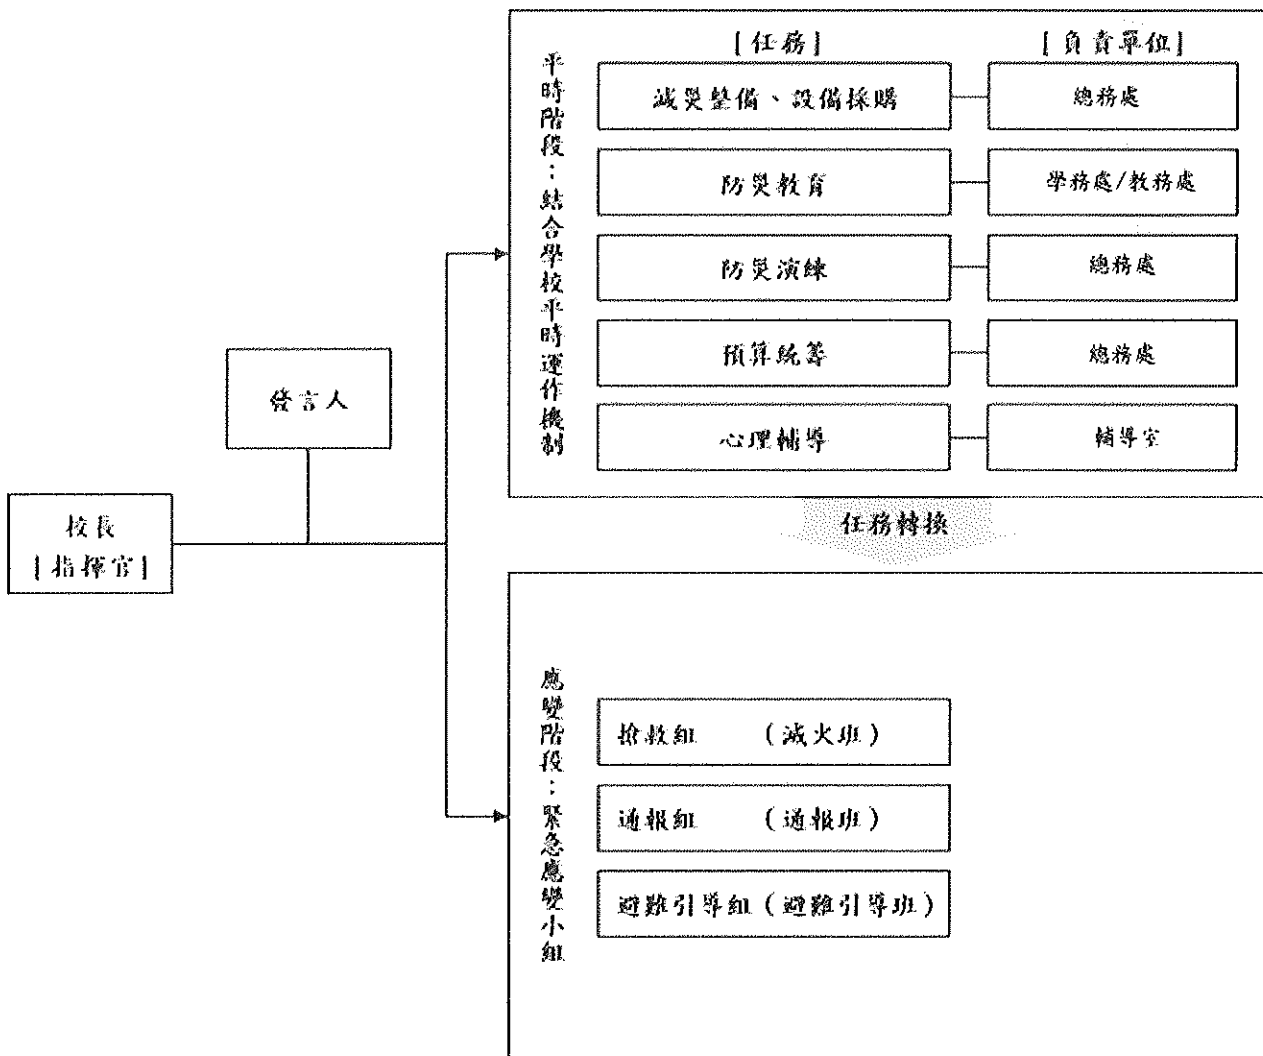 [任務]
[負責單位]
平時階段：結合學校平時運作機制
減災整備、設備採購
總務處
防災教育
學務處/教務處
防災演練
總務處
預算統籌
總務處
心理輔導
輔導室
發言人
校長
[指揮官]
任務轉換
應變階段：緊急應變小組
搶救組 （滅火班）
通報組 （通報班）
避難引導組（避難引導班）